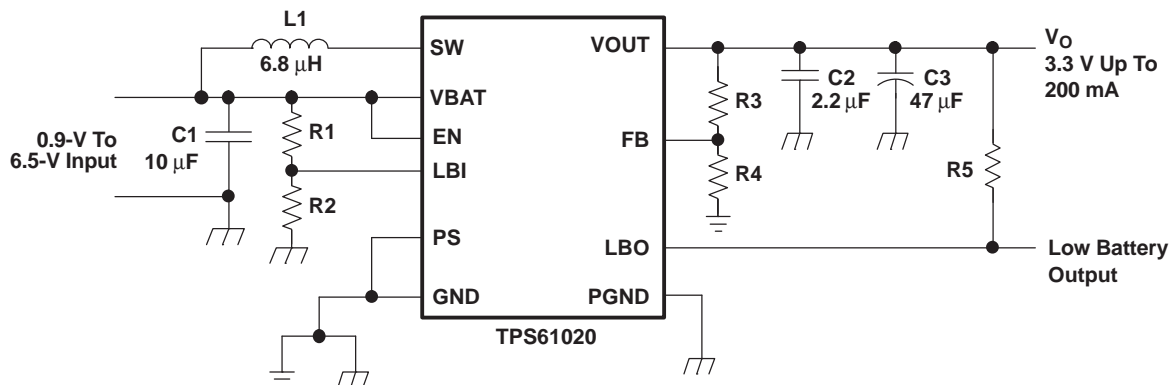 L1
6.8 µH
SW
VBAT
EN
LBI
PS
GND
VOUT
FB
LBO
PGND
TPS61020
0.9-V To
6.5-V Input
C1
10 µF
R1
R2
R3
R4
C2
2.2 µF
C3
47 µF
R5
VO
3.3 V Up To
200 mA
Low Battery
Output